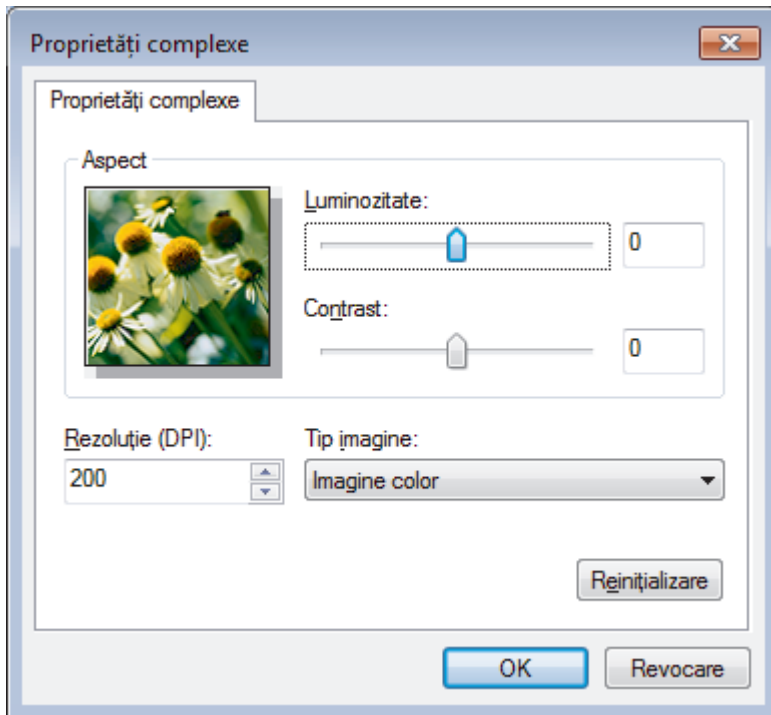 Proprietăți complexe
Proprietăți complexe
Aspect
Luminozitate:
0
Contrast:
0
Rezoluție (DPI):
200
Tip imagine:
Imagine color
Reinițializare
OK
Revocare